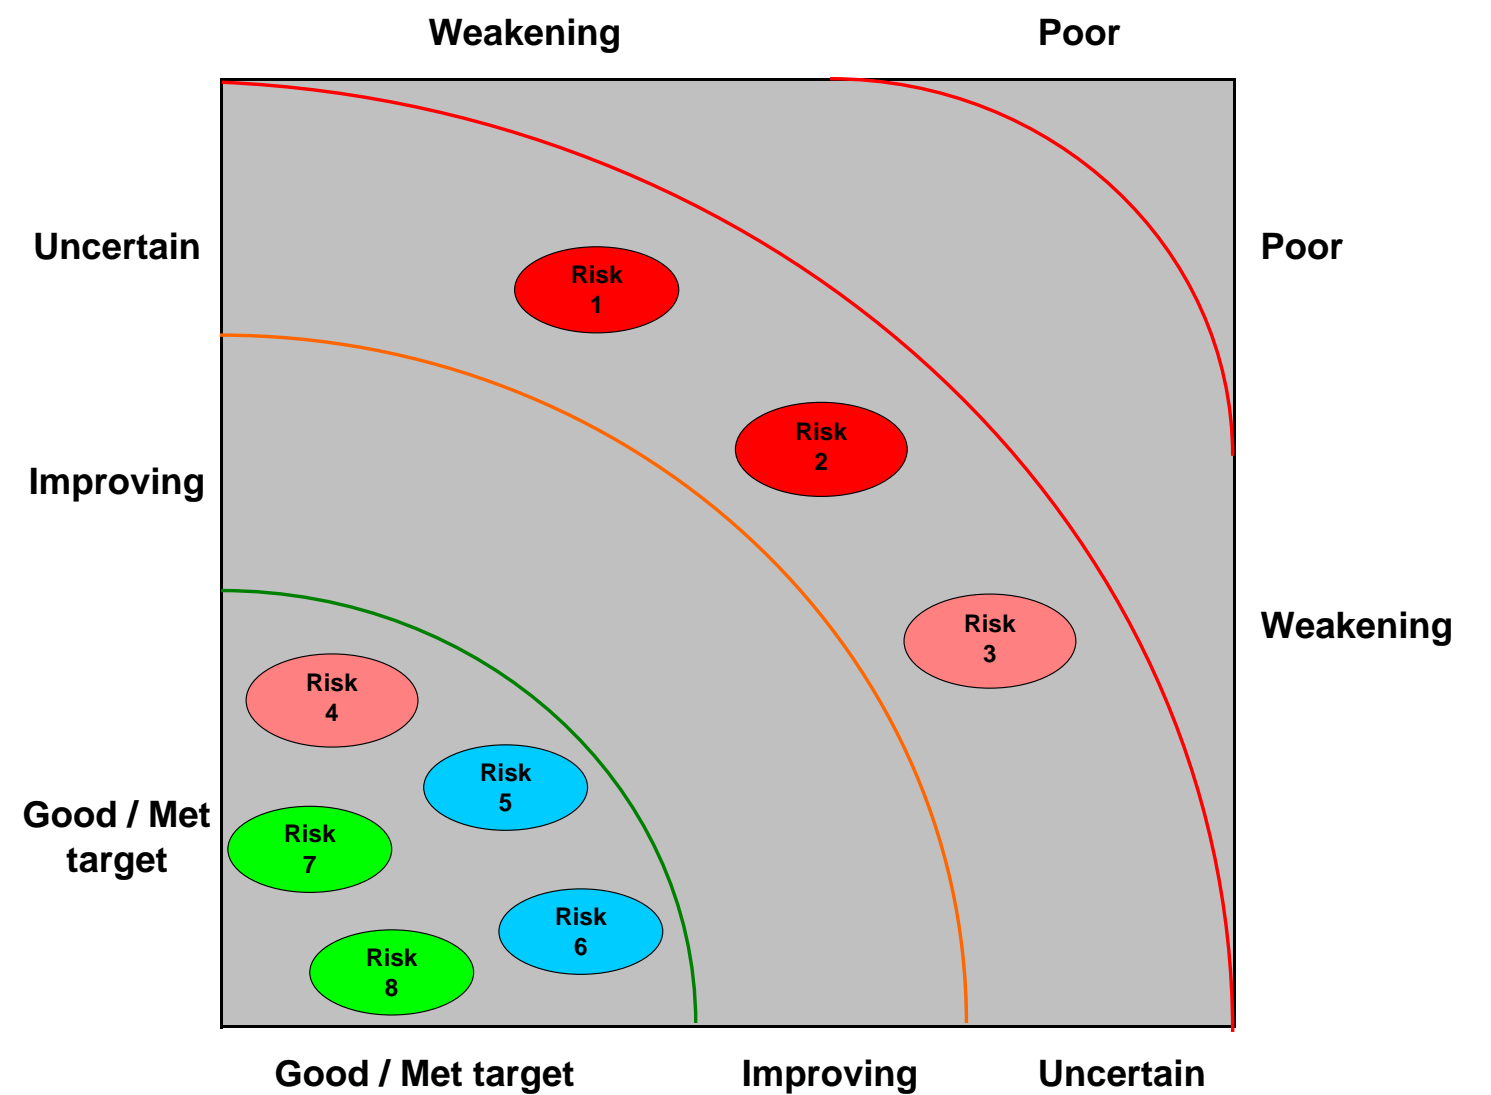 Weakening
Poor
Uncertain
Poor
Risk
1
Risk
2
Improving
Risk
3
Weakening
Risk
4
Risk
5
Good / Met
target
Risk
7
Risk
6
Risk
8
Good / Met target
Improving
Uncertain